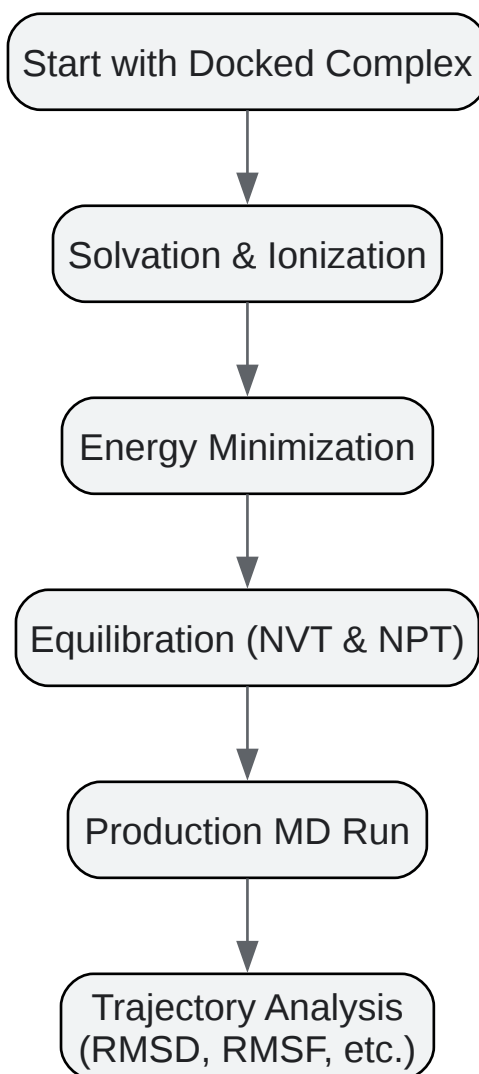 Start with Docked Complex
Solvation & Ionization
Energy Minimization
Equilibration (NVT & NPT)
Production MD Run
Trajectory Analysis
(RMSD, RMSF, etc.)